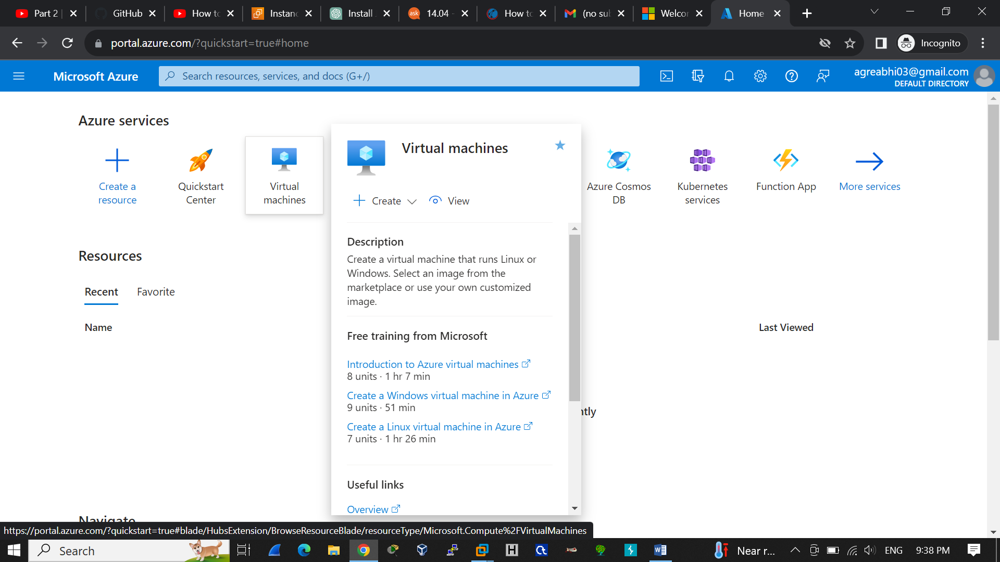 Part 2
GitHub
How to
Instanc
Install
14.04 -
How to
(no sub
Welcor
Home
portal.azure.com/?quickstart=true#home
Incognito
Microsoft Azure
Search resources, services, and docs (G+/)
agreabhi03@gmail.com
DEFAULT DIRECTORY
Azure services
Create a
resource
Quickstart
Center
Virtual
machines
Virtual machines
Create
View
Azure Cosmos
DB
Kubernetes
services
Function App
More services
Description
Create a virtual machine that runs Linux or
Windows. Select an image from the
marketplace or use your own customized
image.
Resources
Recent
Favorite
Name
Last Viewed
Free training from Microsoft
Introduction to Azure virtual machines
8 units · 1 hr 7 min
Create a Windows virtual machine in Azure
9 units · 51 min
ntly
Create a Linux virtual machine in Azure
7 units · 1 hr 26 min
Useful links
Overview
Navigate
https://portal.azure.com/?quickstart=true#blade/HubsExtension/BrowseResourceBlade/resourceType/Microsoft.Compute%2FVirtualMachines
Search
Near r...
ENG
9:38 PM